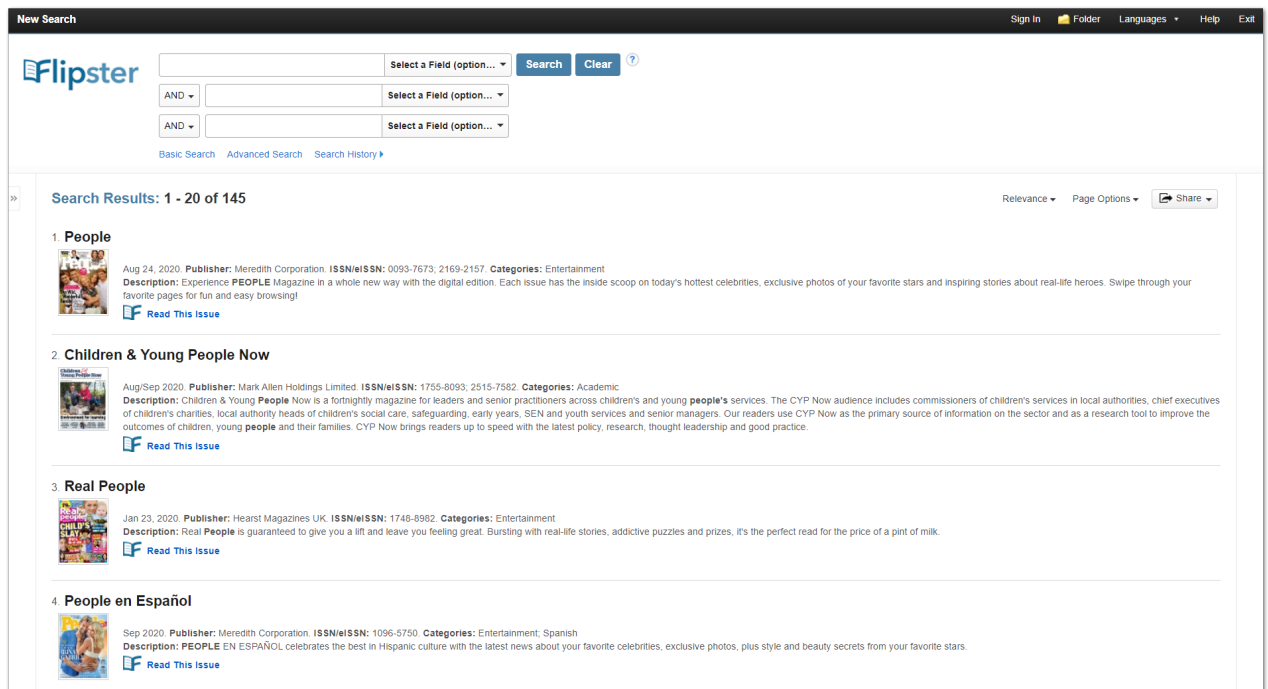 New Search
Sign In Folder Languages Help Exit
Flipster
Select a Field (option... Search Clear ?
AND Select a Field (option...
AND Select a Field (option...
Basic Search Advanced Search Search History
»
Search Results: 1 - 20 of 145
Relevance Page Options Share
1. People
Aug 24, 2020. Publisher: Meredith Corporation. ISSN/eISSN: 0093-7673; 2169-2157. Categories: Entertainment
Description: Experience PEOPLE Magazine in a whole new way with the digital edition. Each issue has the inside scoop on today's hottest celebrities, exclusive photos of your favorite stars and inspiring stories about real-life heroes. Swipe through your
favorite pages for fun and easy browsing!
Read This Issue
2. Children & Young People Now
Children &
Young People Now
Aug/Sep 2020. Publisher: Mark Allen Holdings Limited. ISSN/eISSN: 1755-8093; 2515-7582. Categories: Academic
Description: Children & Young People Now is a fortnightly magazine for leaders and senior practitioners across children's and young people's services. The CYP Now audience includes commissioners of children's services in local authorities, chief executives
of children's charities, local authority heads of children's social care, safeguarding, early years, SEN and youth services and senior managers. Our readers use CYP Now as the primary source of information on the sector and as a research tool to improve the
outcomes of children, young people and their families. CYP Now brings readers up to speed with the latest policy, research, thought leadership and good practice.
Read This Issue
3. Real People
Real
people
CHILD'S
SLAY
Jan 23, 2020. Publisher: Hearst Magazines UK. ISSN/eISSN: 1748-8982. Categories: Entertainment
Description: Real People is guaranteed to give you a lift and leave you feeling great. Bursting with real-life stories, addictive puzzles and prizes, it's the perfect read for the price of a pint of milk.
Read This Issue
4. People en Español
Sep 2020. Publisher: Meredith Corporation. ISSN/eISSN: 1096-5750. Categories: Entertainment; Spanish
Description: PEOPLE EN ESPAÑOL celebrates the best in Hispanic culture with the latest news about your favorite celebrities, exclusive photos, plus style and beauty secrets from your favorite stars.
Read This Issue